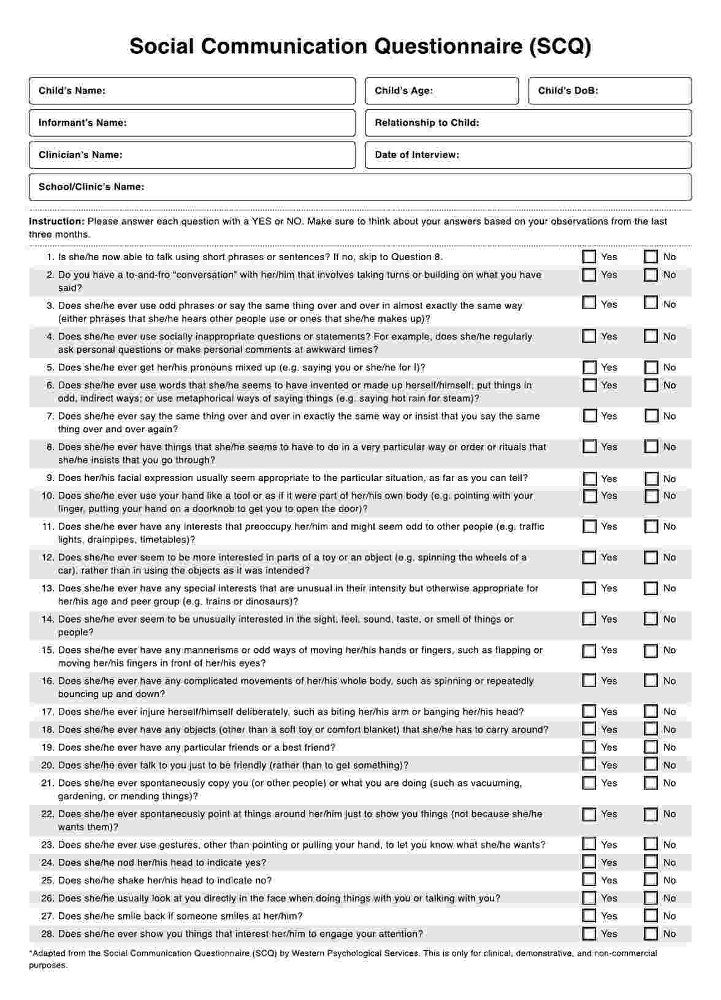 Social Communication Questionnaire (SCQ)
Child's Name:
Child's Age:
Child's DoB:
Informant's Name:
Relationship to Child:
Clinician's Name:
Date of Interview:
School/Clinic's Name:
Instruction: Please answer each question with a YES or NO. Make sure to think about your answers based on your observations from the last
three months.
1. Is she/he now able to talk using short phrases or sentences? If no, skip to Question 8. Yes No
2. Do you have a to-and-fro “conversation” with her/him that involves taking turns or building on what you have Yes No
said?
3. Does she/he ever use odd phrases or say the same thing over and over in almost exactly the same way Yes No
(either phrases that she/he hears other people use or ones that she/he makes up)?
4. Does she/he ever use socially inappropriate questions or statements? For example, does she/he regularly Yes No
ask personal questions or make personal comments at awkward times?
5. Does she/he ever get her/his pronouns mixed up (e.g. saying you or she/he for I)? Yes No
6. Does she/he ever use words that she/he seems to have invented or made up herself/himself; put things in Yes No
odd, indirect ways; or use metaphorical ways of saying things (e.g. saying hot rain for steam)?
7. Does she/he ever say the same thing over and over in exactly the same way or insist that you say the same Yes No
thing over and over again?
8. Does she/he ever have things that she/he seems to have to do in a very particular way or order or rituals that Yes No
she/he insists that you go through?
9. Does her/his facial expression usually seem appropriate to the particular situation, as far as you can tell? Yes No
10. Does she/he ever use your hand like a tool or as if it were part of her/his own body (e.g. pointing with your Yes No
finger, putting your hand on a doorknob to get you to open the door)?
11. Does she/he ever have any interests that preoccupy her/him and might seem odd to other people (e.g. traffic Yes No
lights, drainpipes, timetables)?
12. Does she/he ever seem to be more interested in parts of a toy or an object (e.g. spinning the wheels of a Yes No
car), rather than in using the objects as it was intended?
13. Does she/he ever have any special interests that are unusual in their intensity but otherwise appropriate for Yes No
her/his age and peer group (e.g. trains or dinosaurs)?
14. Does she/he ever seem to be unusually interested in the sight, feel, sound, taste, or smell of things or Yes No
people?
15. Does she/he ever have any mannerisms or odd ways of moving her/his hands or fingers, such as flapping or Yes No
moving her/his fingers in front of her/his eyes?
16. Does she/he ever have any complicated movements of her/his whole body, such as spinning or repeatedly Yes No
bouncing up and down?
17. Does she/he ever injure herself/himself deliberately, such as biting her/his arm or banging her/his head? Yes No
18. Does she/he ever have any objects (other than a soft toy or comfort blanket) that she/he has to carry around? Yes No
19. Does she/he ever have any particular friends or a best friend? Yes No
20. Does she/he ever talk to you just to be friendly (rather than to get something)? Yes No
21. Does she/he ever spontaneously copy you (or other people) or what you are doing (such as vacuuming, Yes No
gardening, or mending things)?
22. Does she/he ever spontaneously point at things around her/him just to show you things (not because she/he Yes No
wants them)?
23. Does she/he ever use gestures, other than pointing or pulling your hand, to let you know what she/he wants? Yes No
24. Does she/he nod her/his head to indicate yes? Yes No
25. Does she/he shake her/his head to indicate no? Yes No
26. Does she/he usually look at you directly in the face when doing things with you or talking with you? Yes No
27. Does she/he smile back if someone smiles at her/him? Yes No
28. Does she/he ever show you things that interest her/him to engage your attention? Yes No
*Adapted from the Social Communication Questionnaire (SCQ) by Western Psychological Services. This is only for clinical, demonstrative, and non-commercial
purposes.